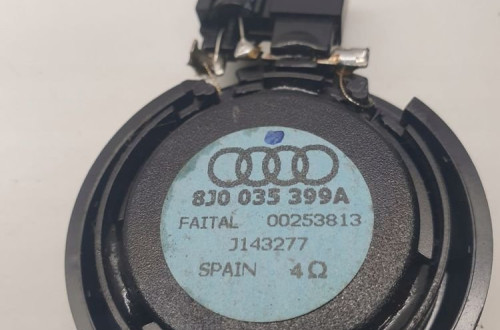 8J0 035 399A
FAITAL 00253813
J143277
SPAIN 4Ω